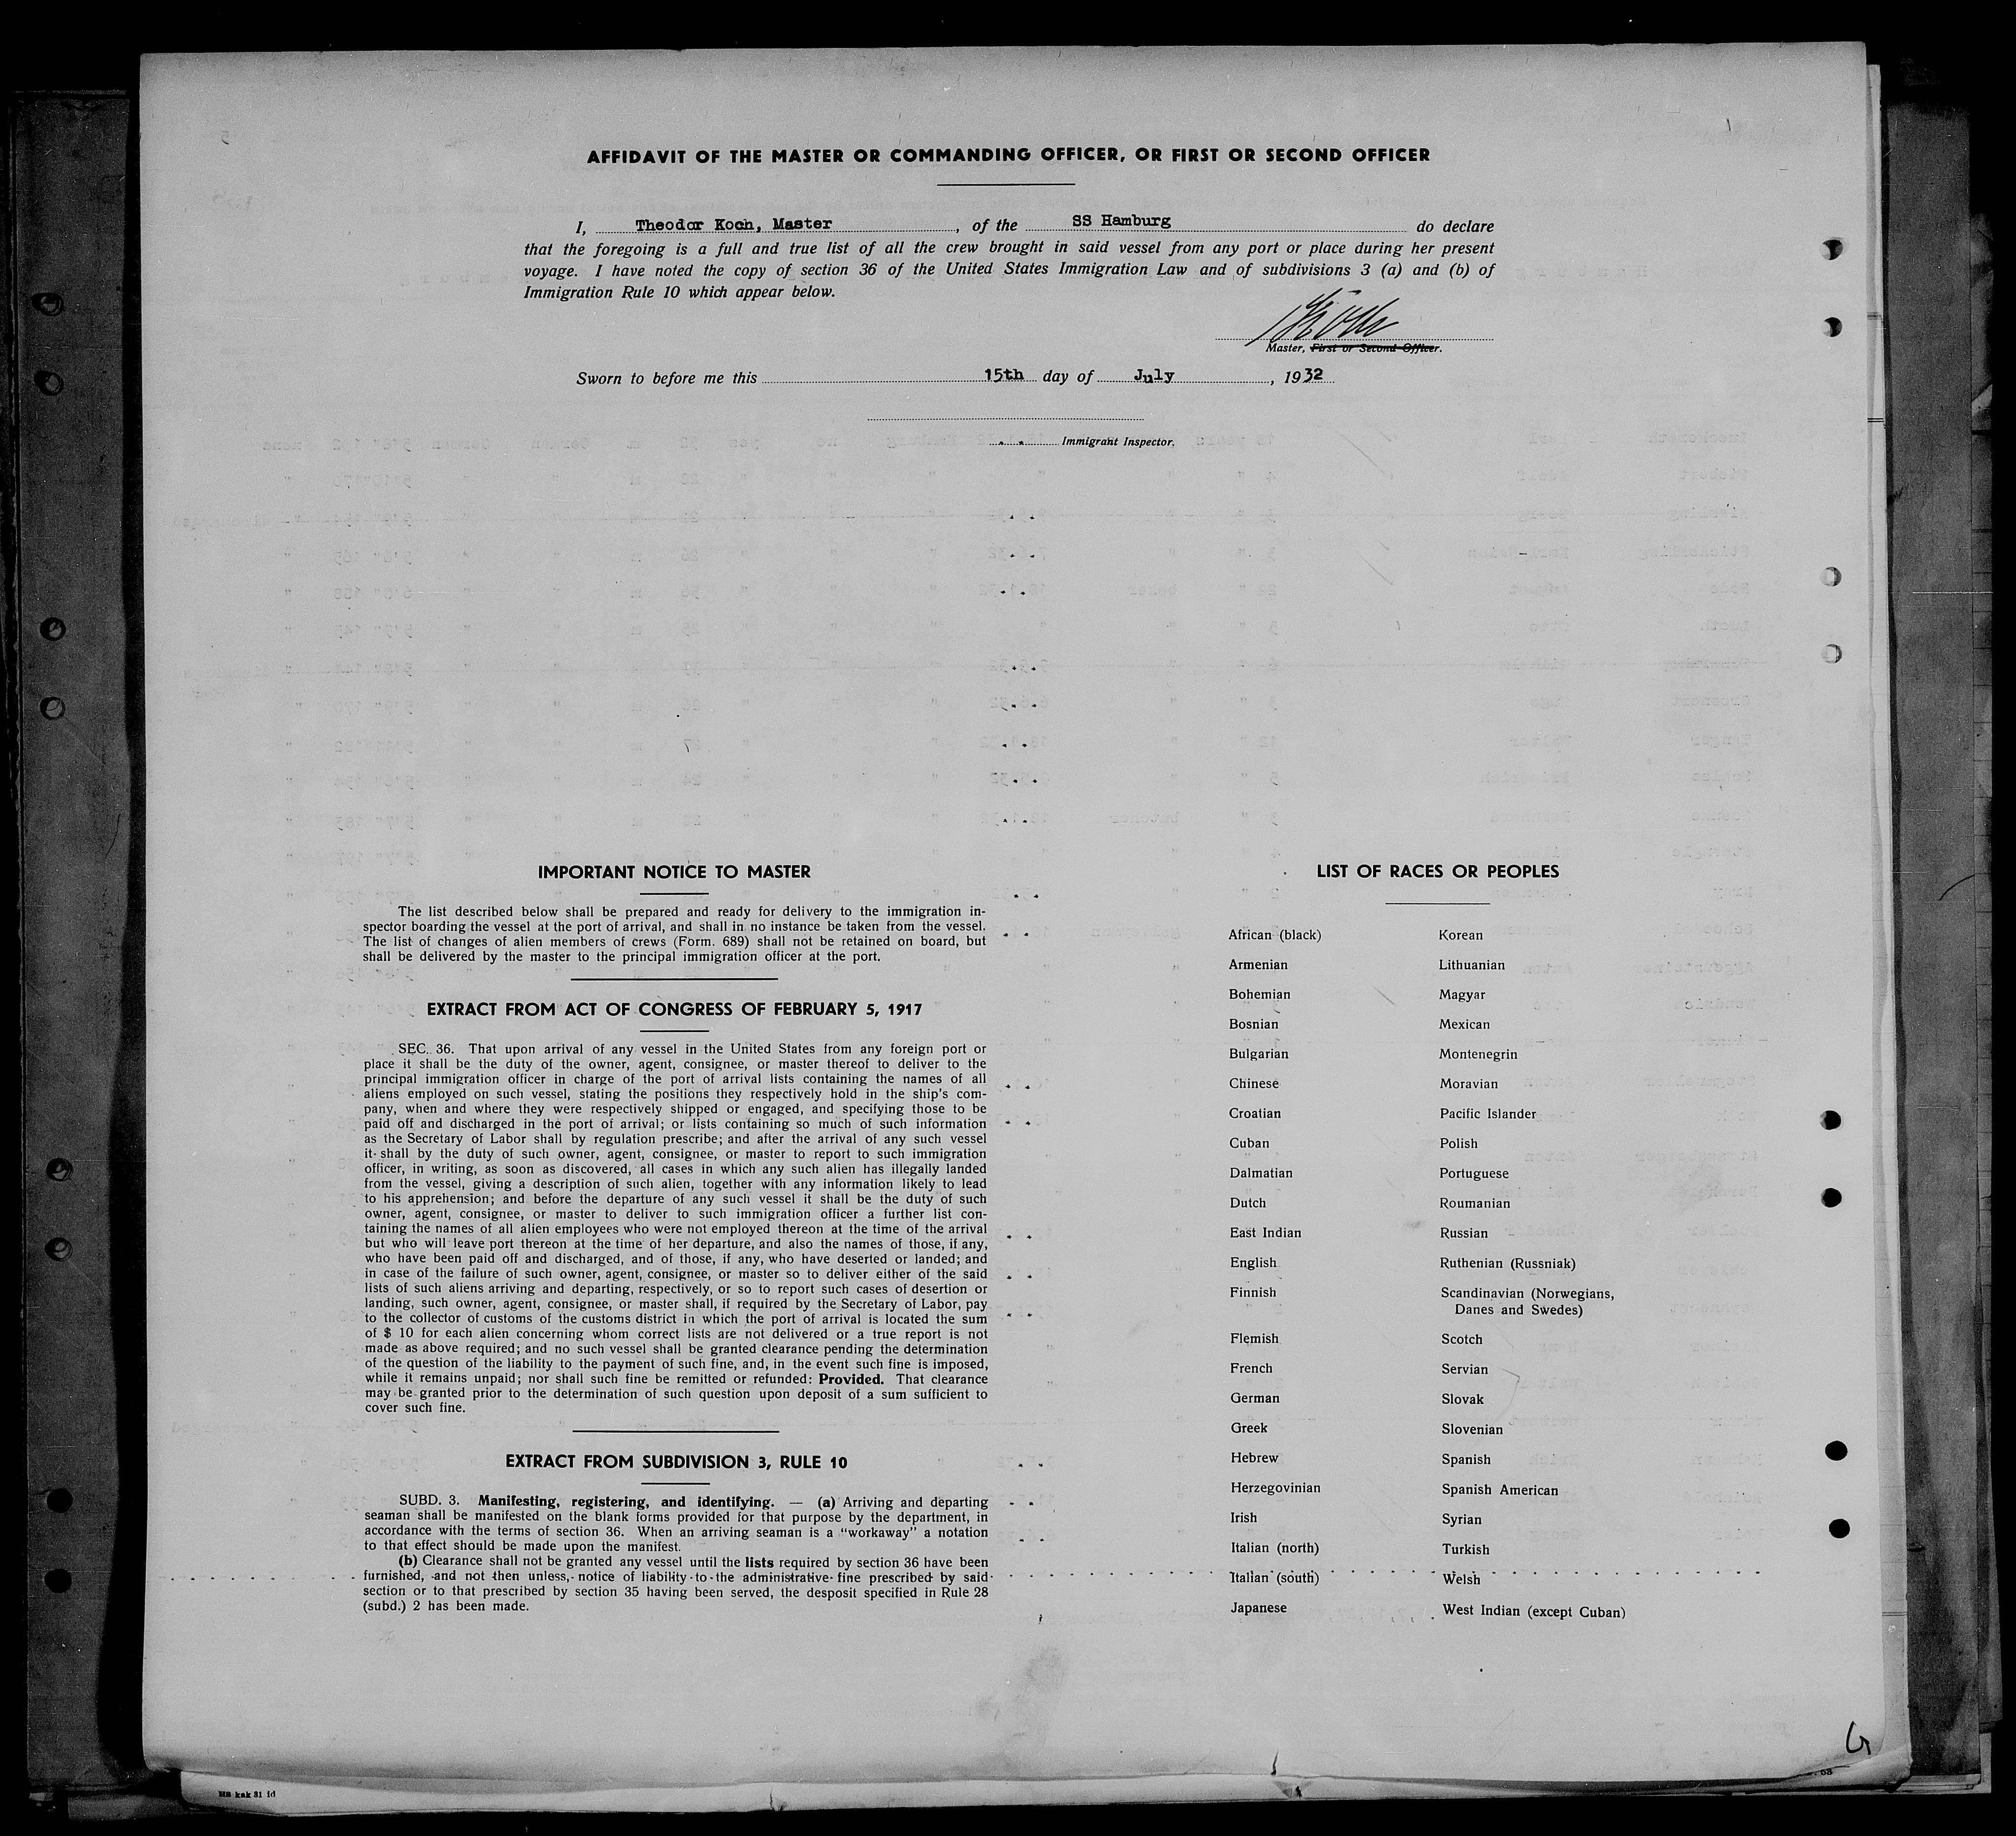 AFFIDAVIT OF THE MASTER OR COMMANDING OFFICER, OR FIRST OR SECOND OFFICER
I, Theodor Koch, Master, of the SS Hamburg do declare
that the foregoing is a full and true list of all the crew brought in said vessel from any port or place during her present
voyage. I have noted the copy of section 36 of the United States Immigration Law and of subdivisions 3 (a) and (b) of
Immigration Rule 10 which appear below.
Master, First or Second Officer.
Sworn to before me this 15th day of July, 1932
Immigrant Inspector.
IMPORTANT NOTICE TO MASTER
The list described below shall be prepared and ready for delivery to the immigration in-
spector boarding the vessel at the port of arrival, and shall in no instance be taken from the vessel.
The list of changes of alien members of crews (Form. 689) shall not be retained on board, but
shall be delivered by the master to the principal immigration officer at the port.
EXTRACT FROM ACT OF CONGRESS OF FEBRUARY 5, 1917
SEC. 36. That upon arrival of any vessel in the United States from any foreign port or
place it shall be the duty of the owner, agent, consignee, or master thereof to deliver to the
principal immigration officer in charge of the port of arrival lists containing the names of all
aliens employed on such vessel, stating the positions they respectively hold in the ship's com-
pany, when and where they were respectively shipped or engaged, and specifying those to be
paid off and discharged in the port of arrival; or lists containing so much of such information
as the Secretary of Labor shall by regulation prescribe; and after the arrival of any such vessel
it shall by the duty of such owner, agent, consignee, or master to report to such immigration
officer, in writing, as soon as discovered, all cases in which any such alien has illegally landed
from the vessel, giving a description of such alien, together with any information likely to lead
to his apprehension; and before the departure of any such vessel it shall be the duty of such
owner, agent, consignee, or master to deliver to such immigration officer a further list con-
taining the names of all alien employees who were not employed thereon at the time of the arrival
but who will leave port thereon at the time of her departure, and also the names of those, if any,
who have been paid off and discharged, and of those, if any, who have deserted or landed; and
in case of the failure of such owner, agent, consignee, or master so to deliver either of the said
lists of such aliens arriving and departing, respectively, or so to report such cases of desertion or
landing, such owner, agent, consignee, or master shall, if required by the Secretary of Labor, pay
to the collector of customs of the customs district in which the port of arrival is located the sum
of $ 10 for each alien concerning whom correct lists are not delivered or a true report is not
made as above required; and no such vessel shall be granted clearance pending the determination
of the question of the liability to the payment of such fine, and, in the event such fine is imposed,
while it remains unpaid; nor shall such fine be remitted or refunded: Provided. That clearance
may be granted prior to the determination of such question upon deposit of a sum sufficient to
cover such fine.
EXTRACT FROM SUBDIVISION 3, RULE 10
SUBD. 3. Manifesting, registering, and identifying. — (a) Arriving and departing
seaman shall be manifested on the blank forms provided for that purpose by the department, in
accordance with the terms of section 36. When an arriving seaman is a “workaway” a notation
to that effect should be made upon the manifest.
(b) Clearance shall not be granted any vessel until the lists required by section 36 have been
furnished, and not then unless, notice of liability to the administrative fine prescribed by said
section or to that prescribed by section 35 having been served, the desposit specified in Rule 28
(subd.) 2 has been made.
LIST OF RACES OR PEOPLES
African (black)
Armenian
Bohemian
Bosnian
Bulgarian
Chinese
Croatian
Cuban
Dalmatian
Dutch
East Indian
English
Finnish
Flemish
French
German
Greek
Hebrew
Herzegovinian
Irish
Italian (north)
Italian (south)
Japanese
Korean
Lithuanian
Magyar
Mexican
Montenegrin
Moravian
Pacific Islander
Polish
Portuguese
Roumanian
Russian
Ruthenian (Russniak)
Scandinavian (Norwegians,
Danes and Swedes)
Scotch
Servian
Slovak
Slovenian
Spanish
Spanish American
Syrian
Turkish
Welsh
West Indian (except Cuban)
HB kak 31 fd